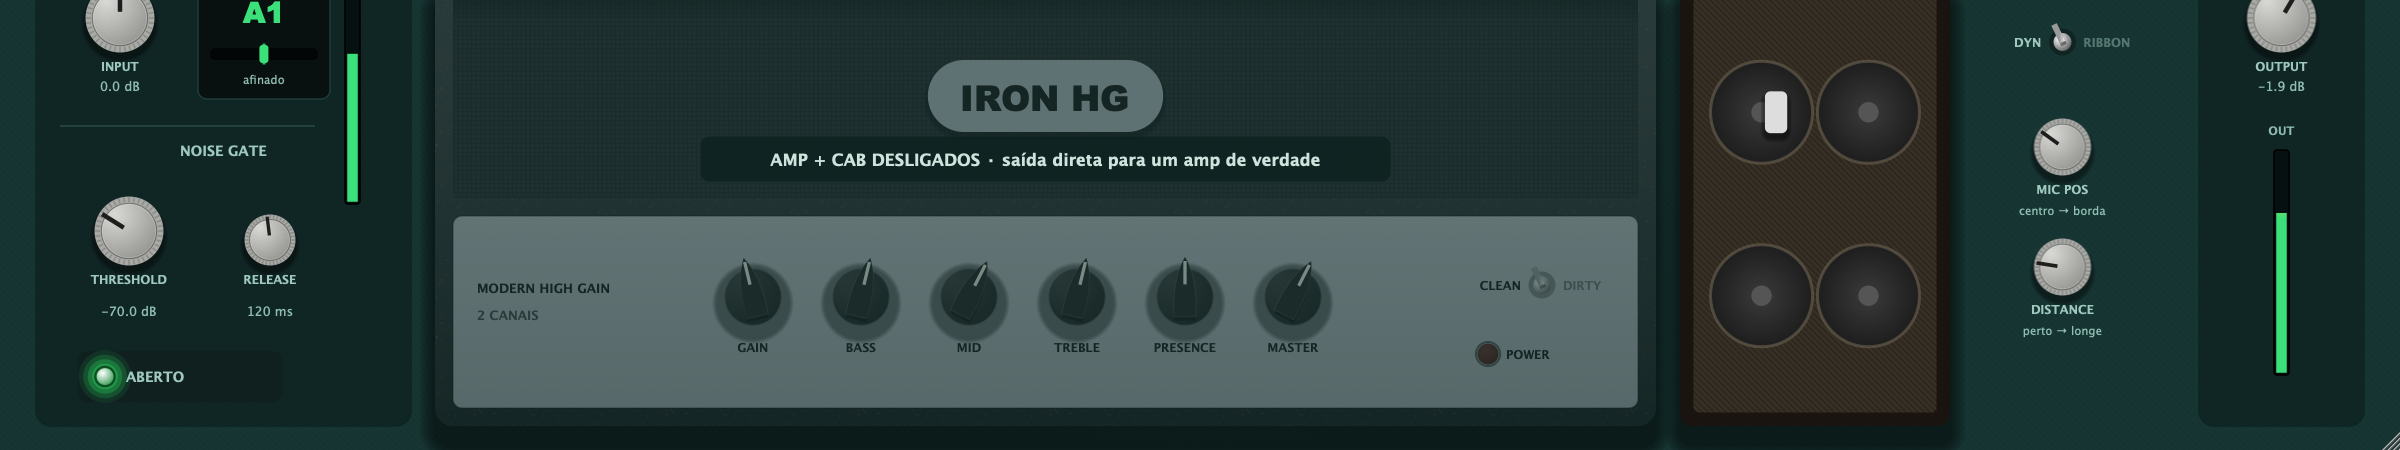 A1
INPUT
0.0 dB
afinado
NOISE GATE
THRESHOLD
-70.0 dB
RELEASE
120 ms
ABERTO
IRON HG
AMP + CAB DESLIGADOS · saída direta para um amp de verdade
MODERN HIGH GAIN
2 CANAIS
GAIN
BASS
MID
TREBLE
PRESENCE
MASTER
CLEAN
DIRTY
POWER
DYN
RIBBON
MIC POS
centro → borda
DISTANCE
perto → longe
OUTPUT
-1.9 dB
OUT